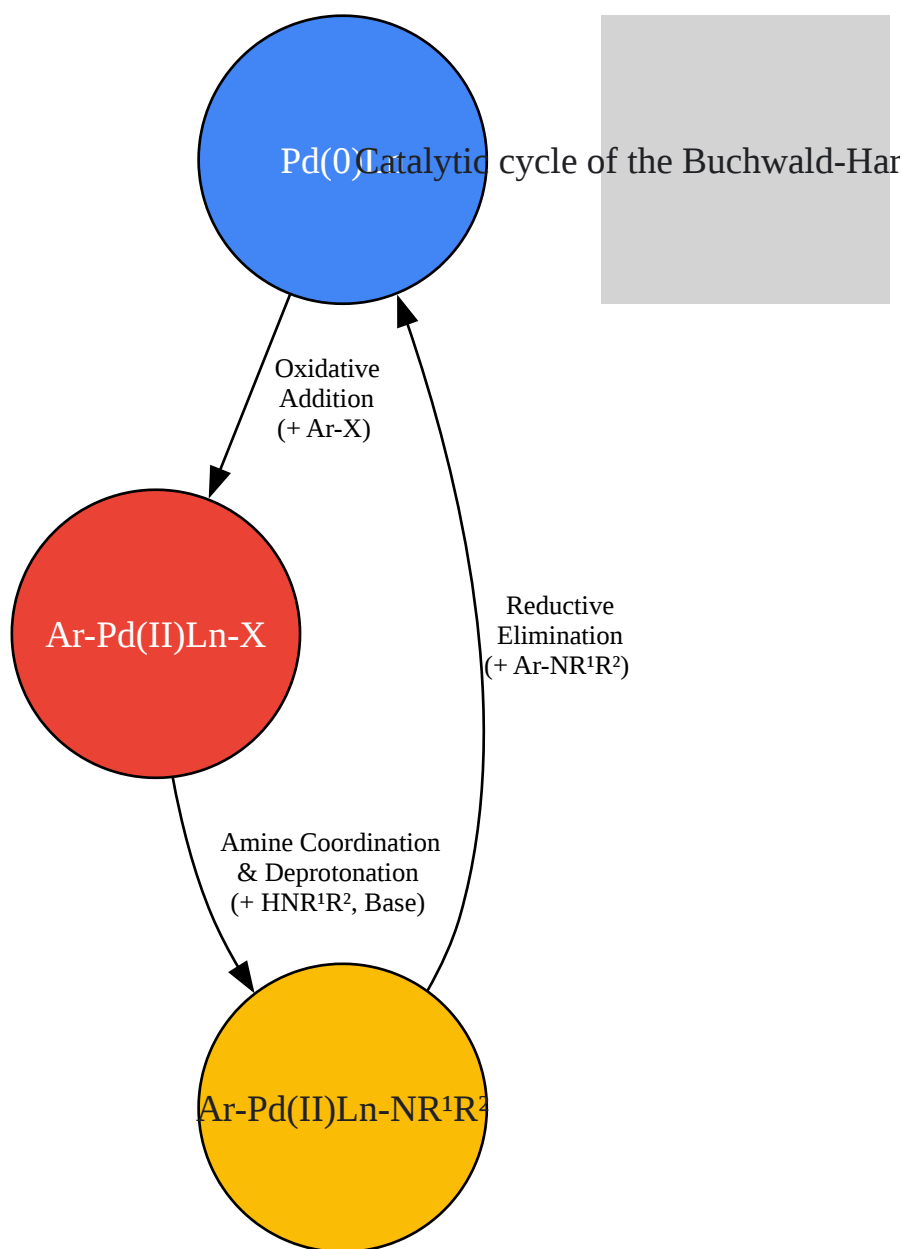 Pd(0)Ln
Catalytic cycle of the Buchwald-Har
Oxidative
Addition
(+ Ar-X)
Ar-Pd(II)Ln-X
Reductive
Elimination
(+ Ar-NR¹R²)
Amine Coordination
& Deprotonation
(+ HNR¹R², Base)
Ar-Pd(II)Ln-NR¹R²